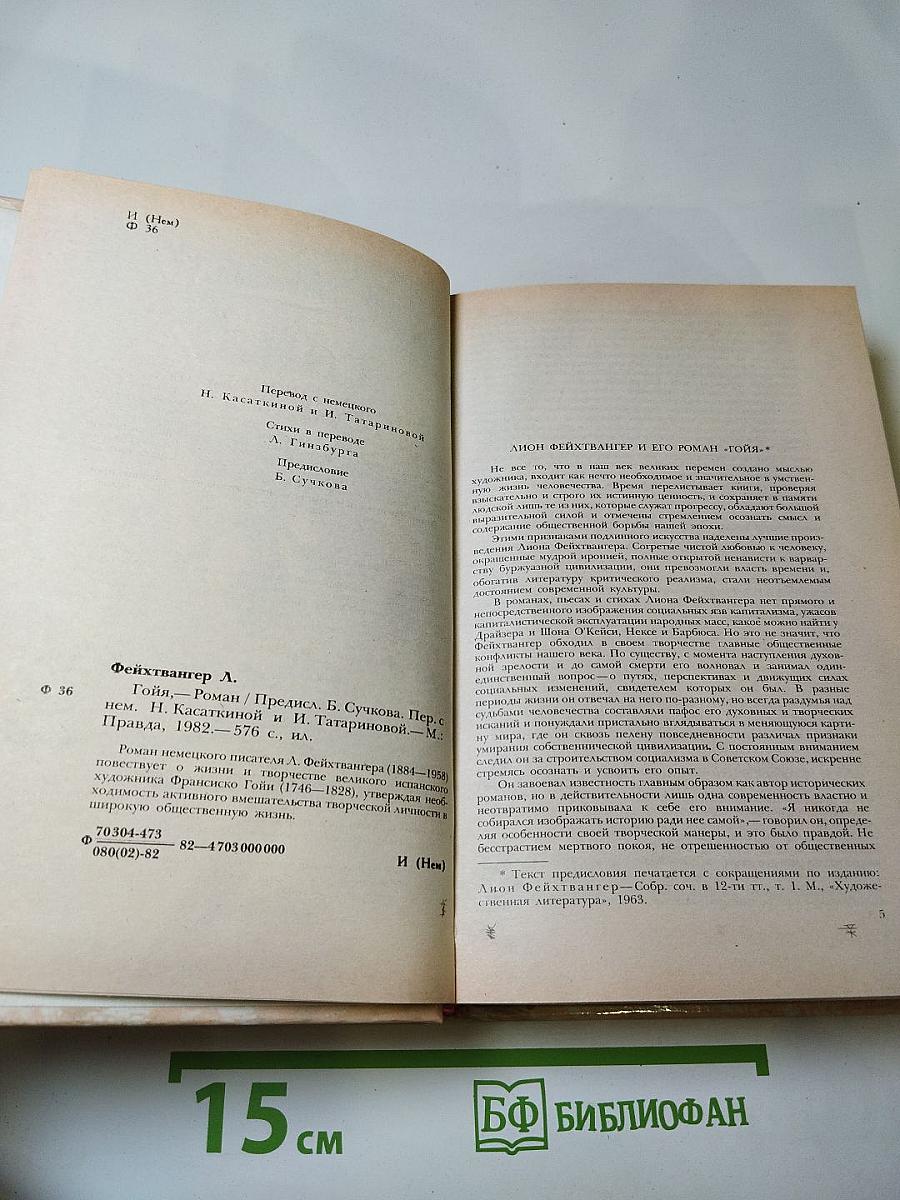 И (Нем)
Ф 36
Перевод с немецкого
Н. Касаткиной и И. Татариновой
Стихи в переводе
Л. Гинзбурга
Предисловие
Б. Сучкова
Фейхтвангер Л.
Ф 36
Гойя,— Роман / Предисл. Б. Сучкова. Пер. с
нем. Н. Касаткиной и И. Татариновой.— М.:
Правда, 1982.— 576 с., ил.
Роман немецкого писателя Л. Фейхтвангера (1884—1958)
повествует о жизни и творчестве великого испанского
художника Франсиско Гойи (1746—1828), утверждая необ-
ходимость активного вмешательства творческой личности в
широкую общественную жизнь.
Ф 70304-473
080(02)-82 82—4703000000
И (Нем)
ЛИОН ФЕЙХТВАНГЕР И ЕГО РОМАН «ГОЙЯ»*
Не все то, что в наш век великих перемен создано мыслью
художника, входит как нечто необходимое и значительное в умствен-
ную жизнь человечества. Время перелистывает книги, проверяя
взыскательно и строго их истинную ценность, и сохраняет в памяти
людской лишь те из них, которые служат прогрессу, обладают большой
выразительной силой и отмечены стремлением осознать смысл и
содержание общественной борьбы нашей эпохи.
Этими признаками подлинного искусства наделены лучшие произ-
ведения Лиона Фейхтвангера. Согретые чистой любовью к человеку,
окрашенные мудрой иронией, полные открытой ненависти к варвар-
ству буржуазной цивилизации, они превозмогли власть времени и,
обогатив литературу критического реализма, стали неотъемлемым
достоянием современной культуры.
В романах, пьесах и стихах Лиона Фейхтвангера нет прямого и
непосредственного изображения социальных язв капитализма, ужасов
капиталистической эксплуатации народных масс, какое можно найти у
Драйзера и Шона О'Кейси, Нексе и Барбюса. Но это не значит, что
Фейхтвангер обходил в своем творчестве главные общественные
конфликты нашего века. По существу, с момента наступления духов-
ной зрелости и до самой смерти его волновал и занимал один-
единственный вопрос — о путях, перспективах и движущих силах
социальных изменений, свидетелем которых он был. В разные
периоды жизни он отвечал на него по-разному, но всегда раздумья над
судьбами человечества составляли пафос его духовных и творческих
исканий и понуждали пристально вглядываться в меняющуюся карти-
ну мира, где он сквозь пелену повседневности различал признаки
умирания собственнической цивилизации. С постоянным вниманием
следил он за строительством социализма в Советском Союзе, искренне
стремясь осознать и усвоить его опыт.
Он завоевал известность главным образом как автор исторических
романов, но в действительности лишь одна современность властно и
неотвратимо приковывала к себе его внимание. «Я никогда не
собирался изображать историю ради нее самой»,— говорил он, опреде-
ляя особенности своей творческой манеры, и это было правдой. Не
бесстрастием мертвого покоя, не отрешенностью от общественных
* Текст предисловия печатается с сокращениями по изданию:
Лион Фейхтвангер — Собр. соч. в 12-ти тт., т. 1. М., «Художе-
ственная литература», 1963.
5
15 см
БФ БИБЛИОФАН